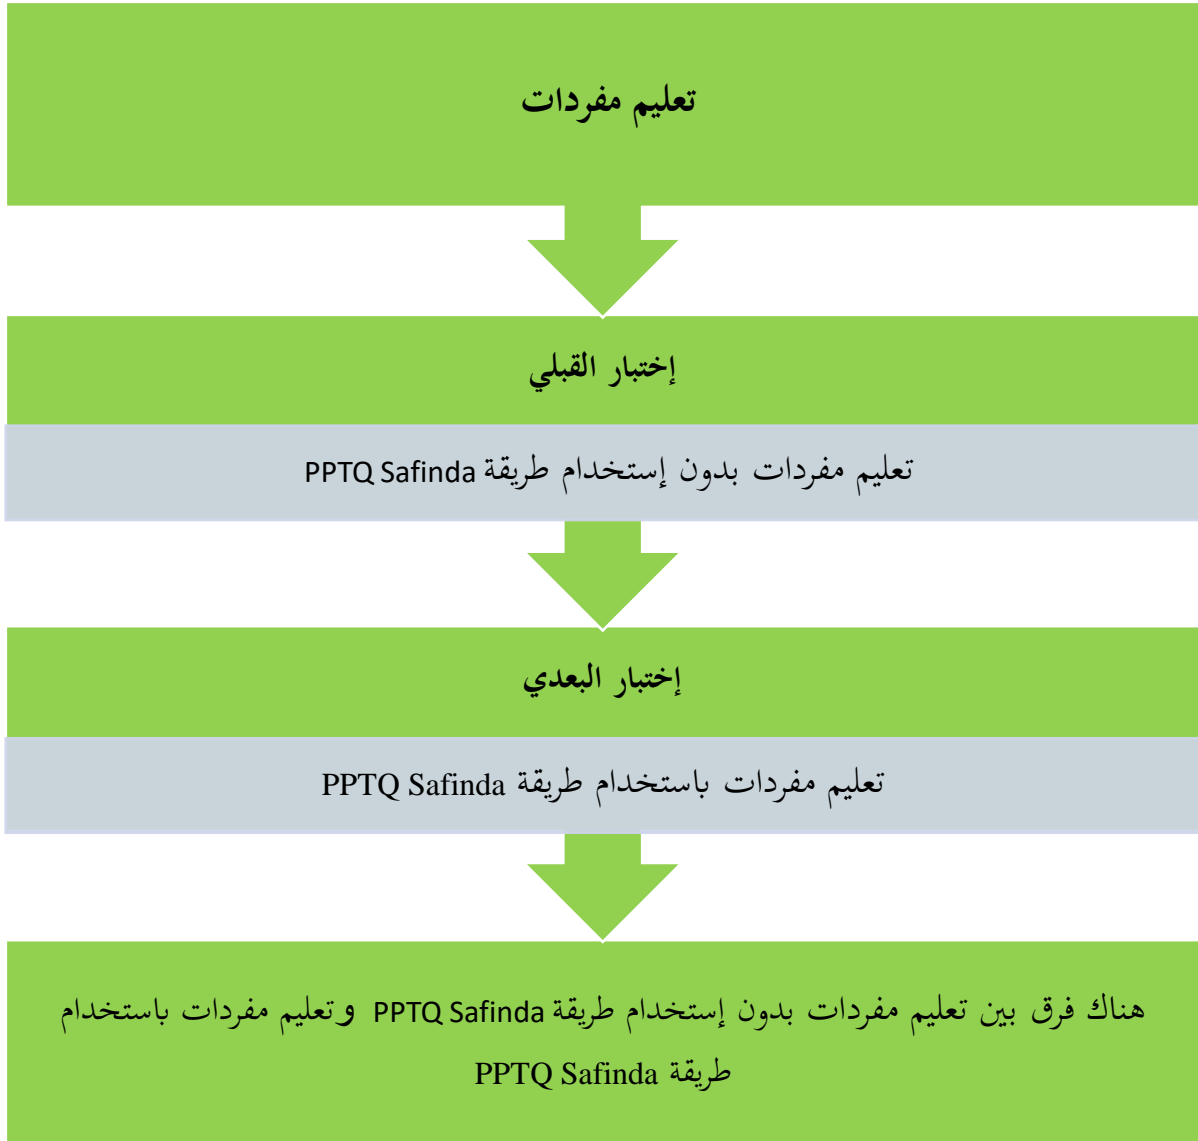 تعليم مفردات
إختبار القبلي
تعليم مفردات بدون إستخدام طريقة PPTQ Safinda
إختبار البعدي
تعليم مفردات باستخدام طريقة PPTQ Safinda
هناك فرق بين تعليم مفردات بدون إستخدام طريقة PPTQ Safinda وتعليم مفردات باستخدام
طريقة PPTQ Safinda